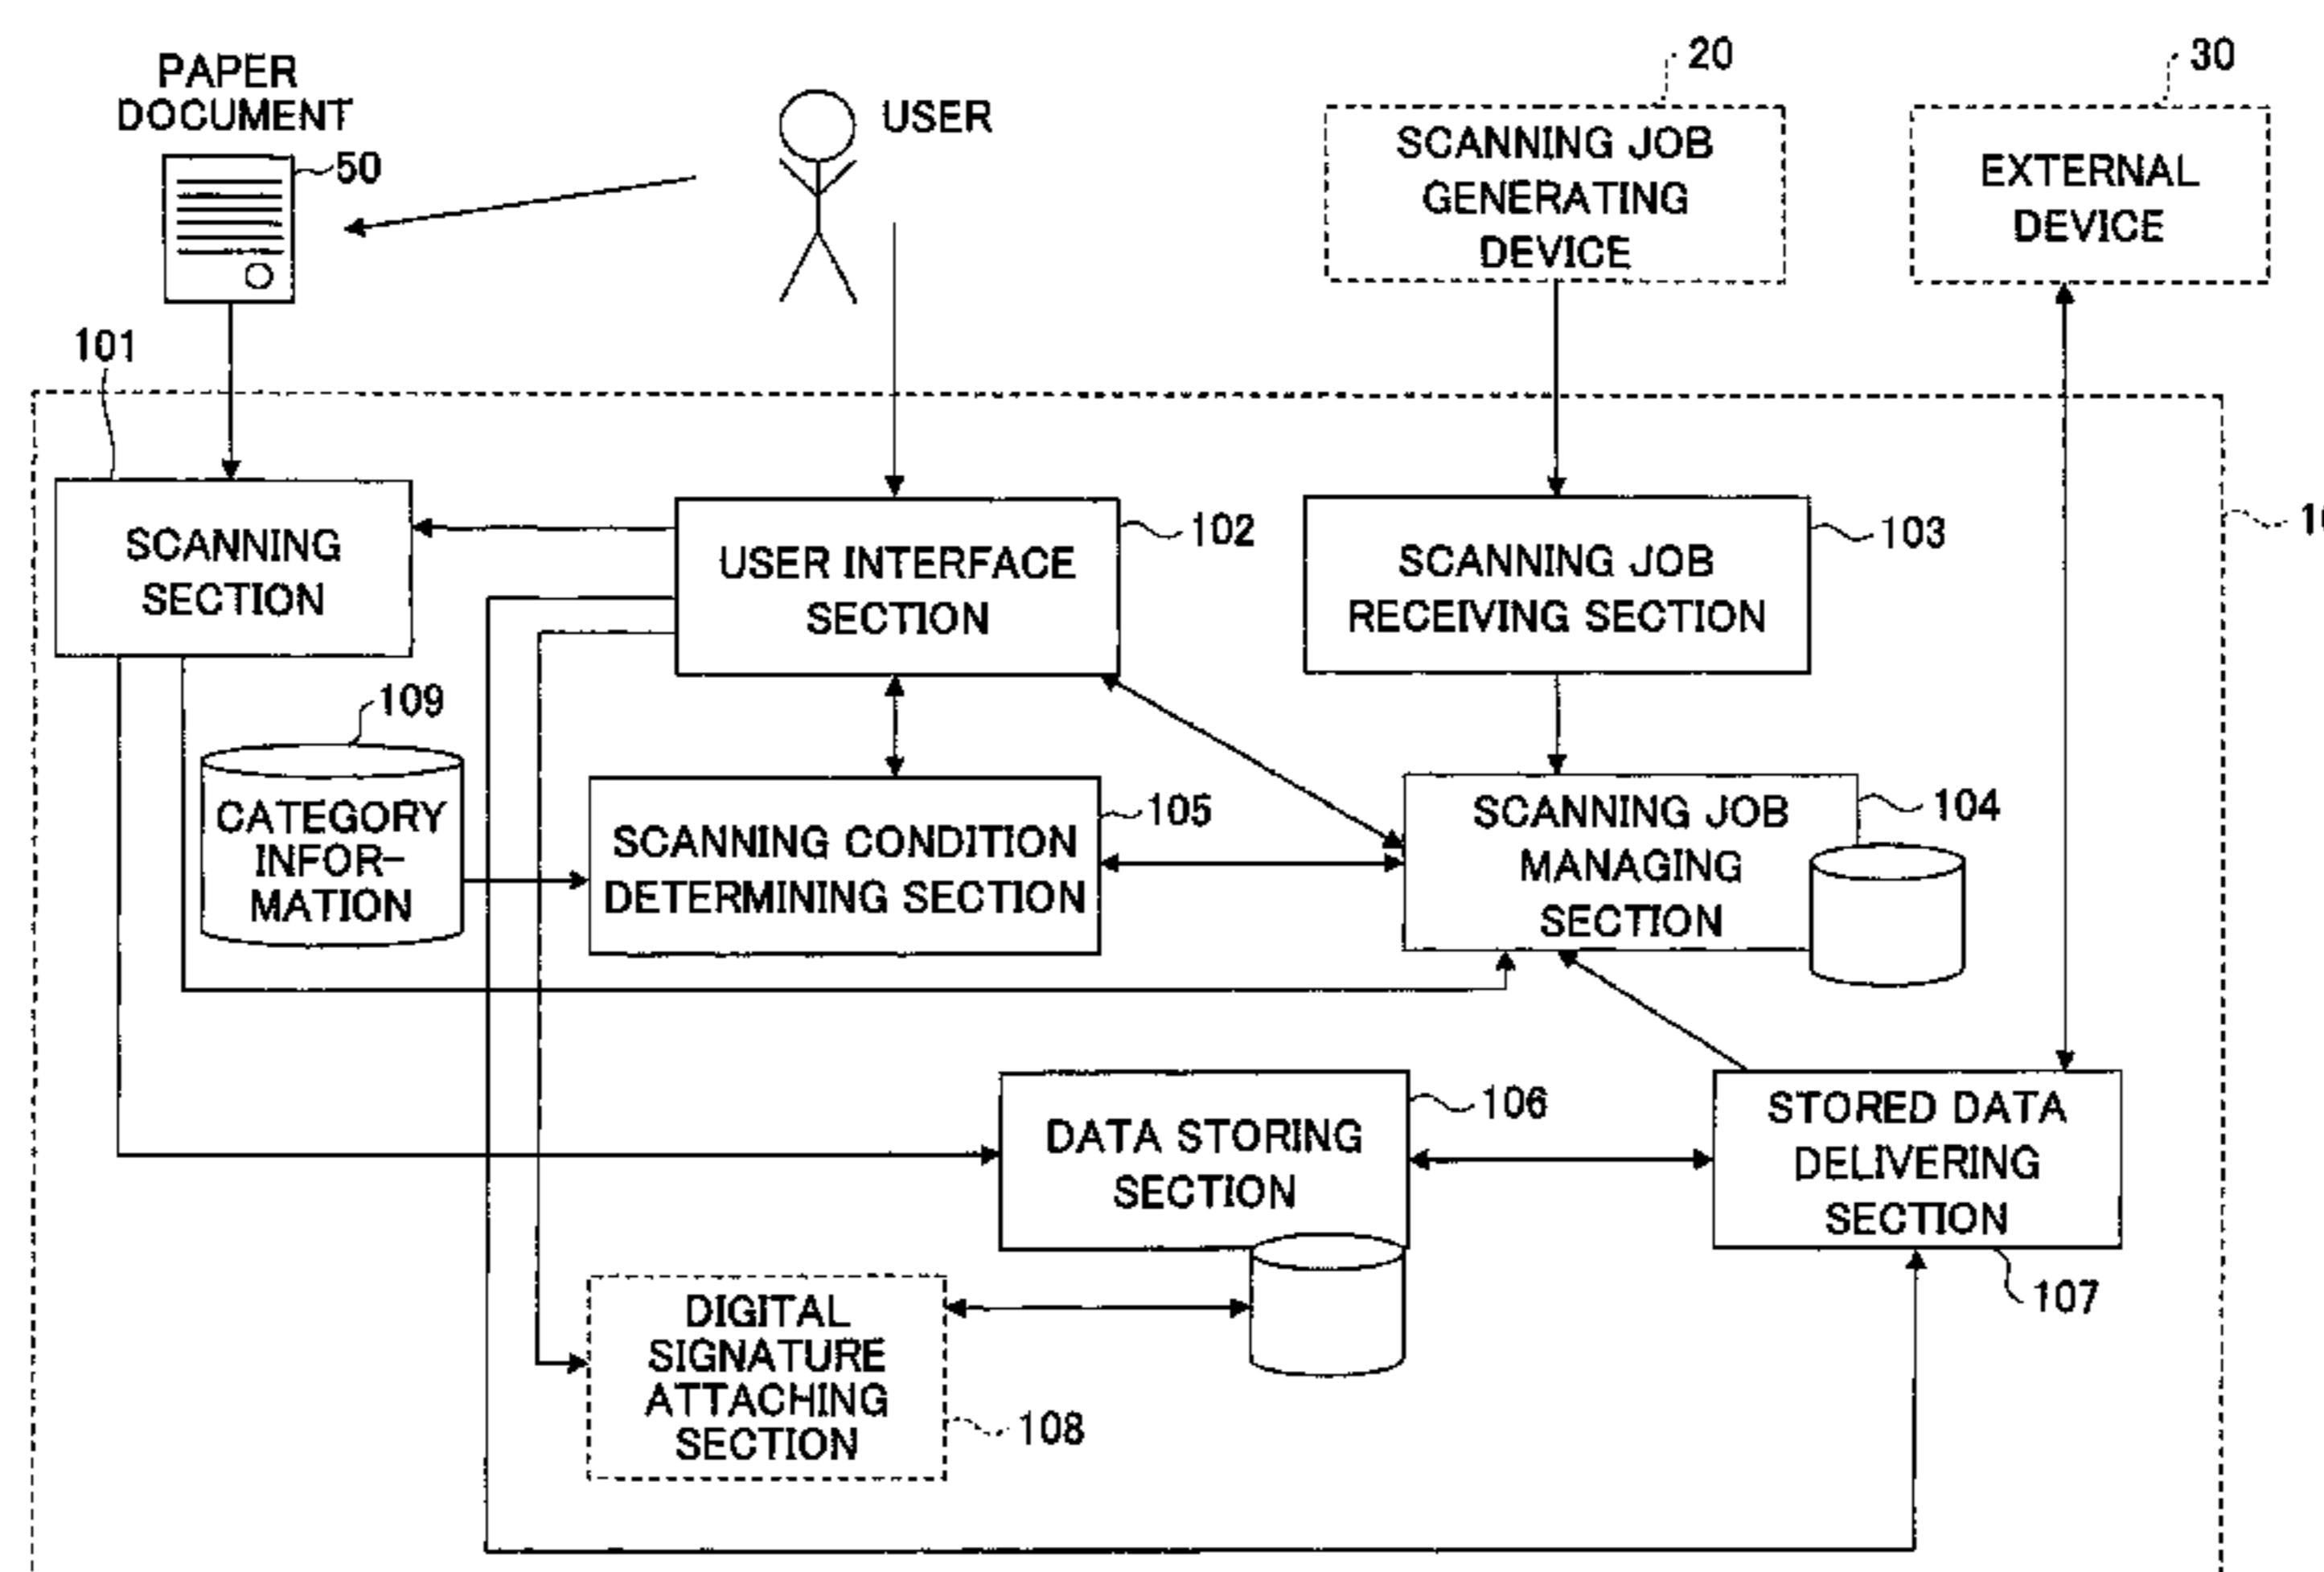 PAPER
DOCUMENT
50
USER
20
SCANNING JOB
GENERATING
DEVICE
30
EXTERNAL
DEVICE
101
SCANNING
SECTION
102
USER INTERFACE
SECTION
103
SCANNING JOB
RECEIVING SECTION
109
CATEGORY
INFOR-
MATION
105
SCANNING CONDITION
DETERMINING SECTION
104
SCANNING JOB
MANAGING
SECTION
106
DATA STORING
SECTION
STORED DATA
DELIVERING
SECTION
107
DIGITAL
SIGNATURE
ATTACHING
SECTION
108